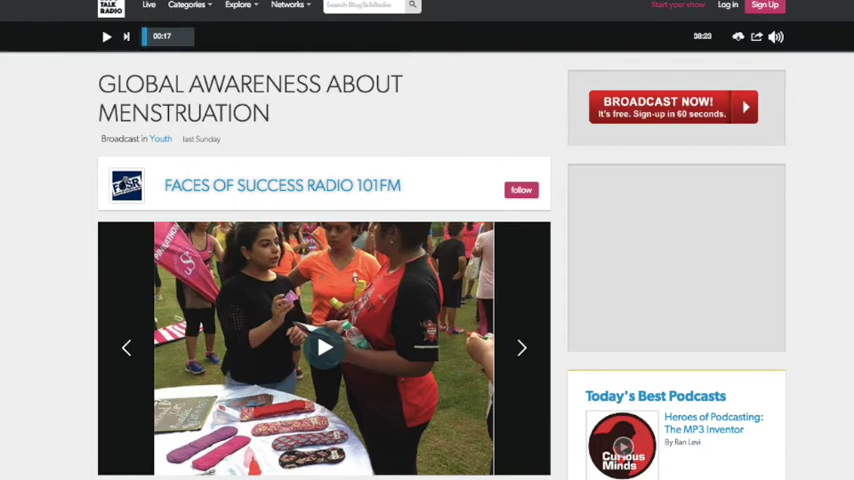 TALK
RADIO
Live
Categories
Explore
Networks
Search BlogTalkRadio
Start your show
Log in
Sign Up
00:17
38:23
GLOBAL AWARENESS ABOUT
MENSTRUATION
Broadcast in Youth last Sunday
FACES OF SUCCESS RADIO 101FM
follow
BROADCAST NOW!
It's free. Sign-up in 60 seconds.
Today's Best Podcasts
Heroes of Podcasting:
The MP3 Inventor
By Ran Levi
Curious
Minds